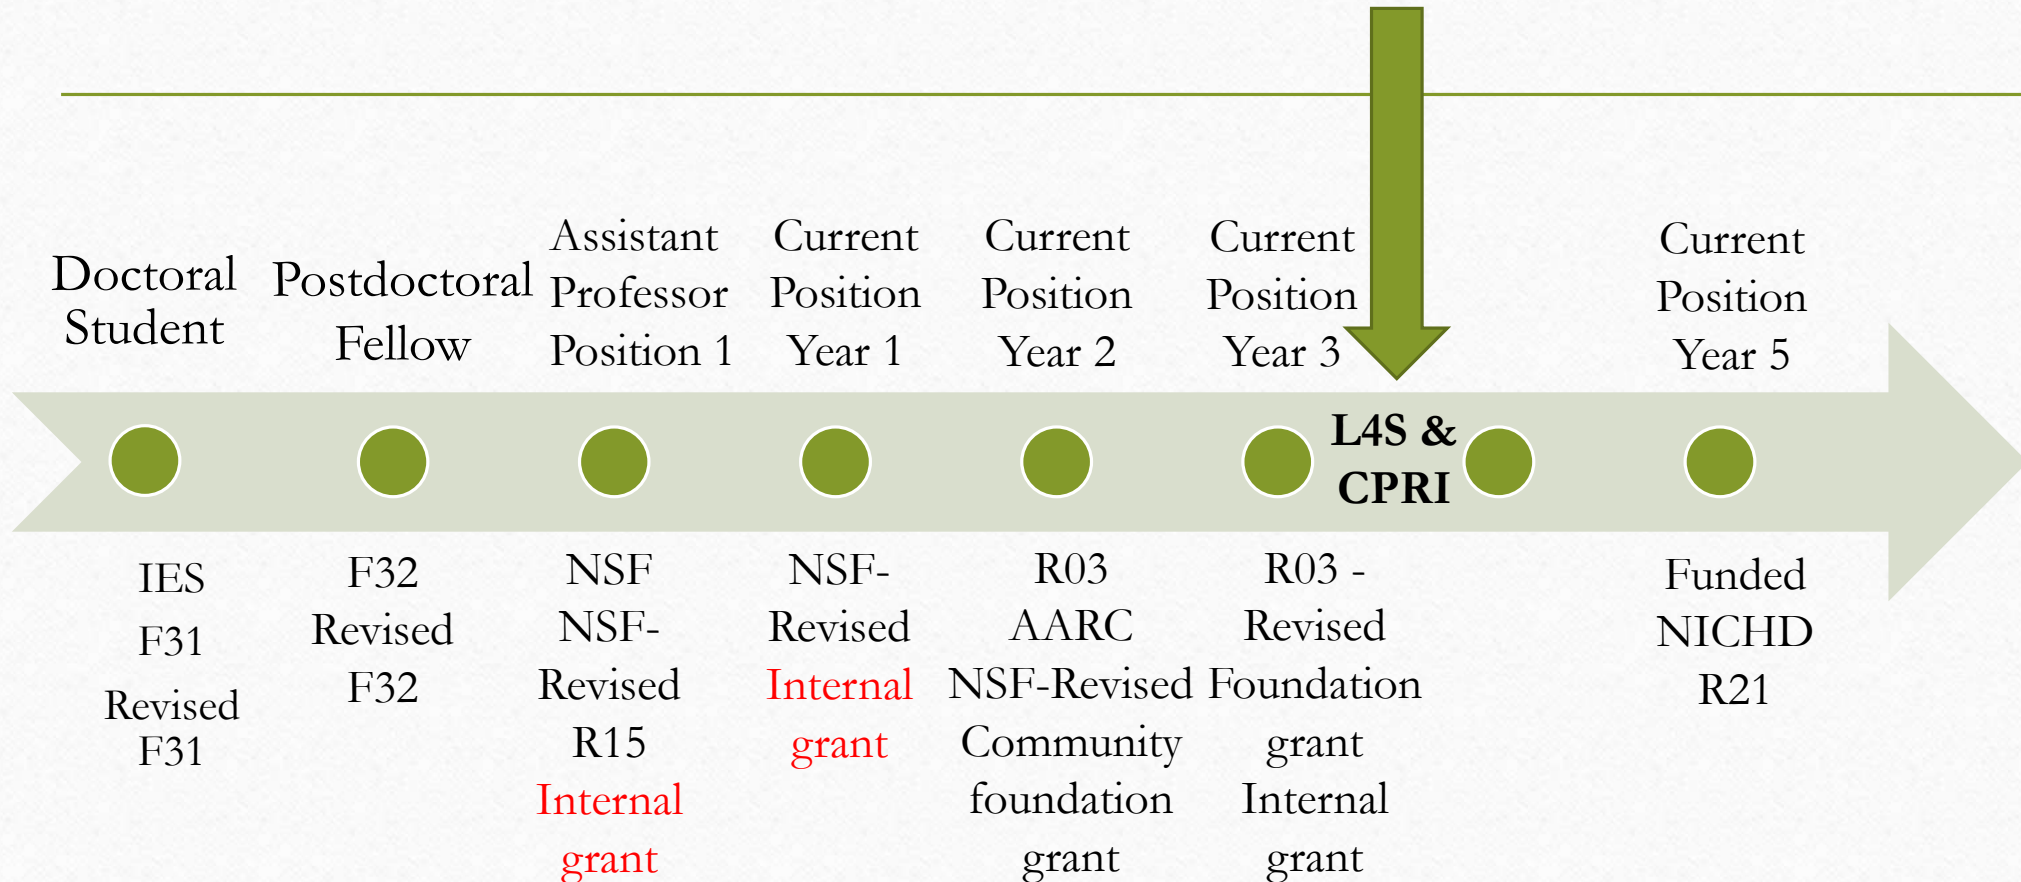 Doctoral
Student
Postdoctoral
Fellow
Assistant
Professor
Position 1
Current
Position
Year 1
Current
Position
Year 2
Current
Position
Year 3
Current
Position
Year 5
L4S &
CPRI
IES
F31
Revised
F31
F32
Revised
F32
NSF
NSF-
Revised
R15
Internal
grant
NSF-
Revised
Internal
grant
R03
AARC
NSF-Revised
Community
foundation
grant
R03 -
Revised
Foundation
grant
Internal
grant
Funded
NICHD
R21